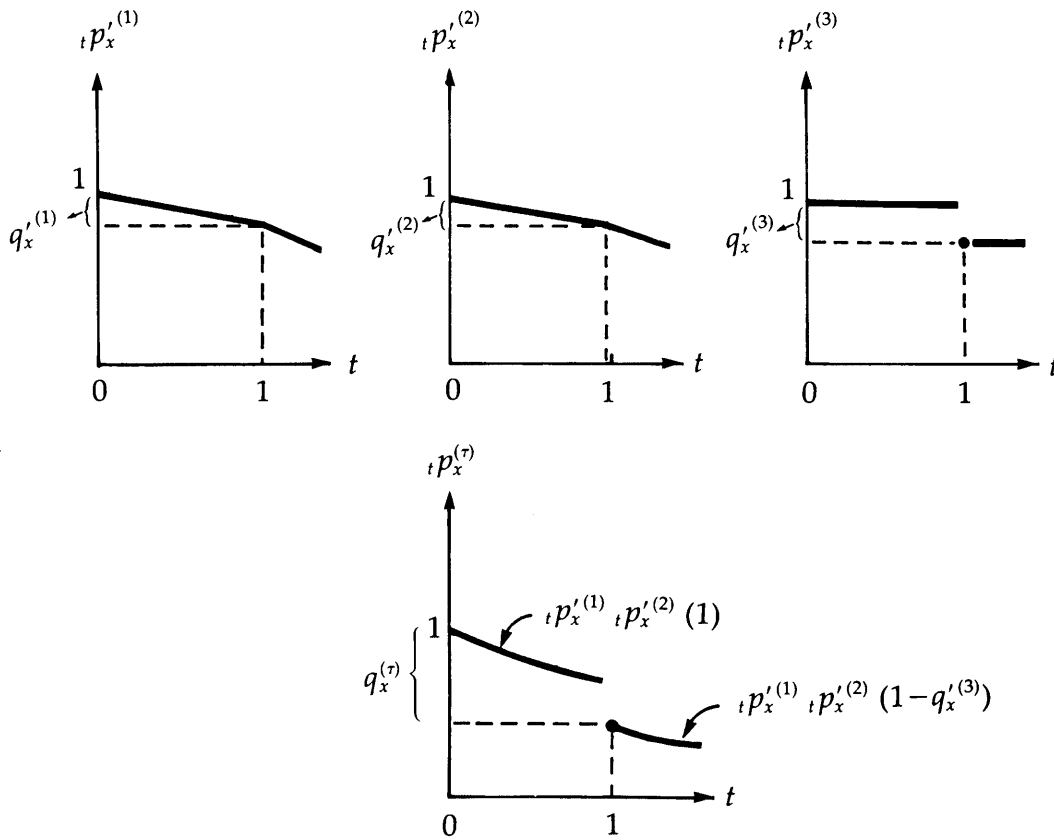 ₜp′ₓ⁽¹⁾
1
q′ₓ⁽¹⁾
0 1 t
ₜp′ₓ⁽²⁾
1
q′ₓ⁽²⁾
0 1 t
ₜp′ₓ⁽³⁾
1
q′ₓ⁽³⁾
0 1 t
ₜpₓ⁽τ⁾
ₜp′ₓ⁽¹⁾ ₜp′ₓ⁽²⁾ (1)
1
qₓ⁽τ⁾
ₜp′ₓ⁽¹⁾ ₜp′ₓ⁽²⁾ (1−q′ₓ⁽³⁾)
0 1 t